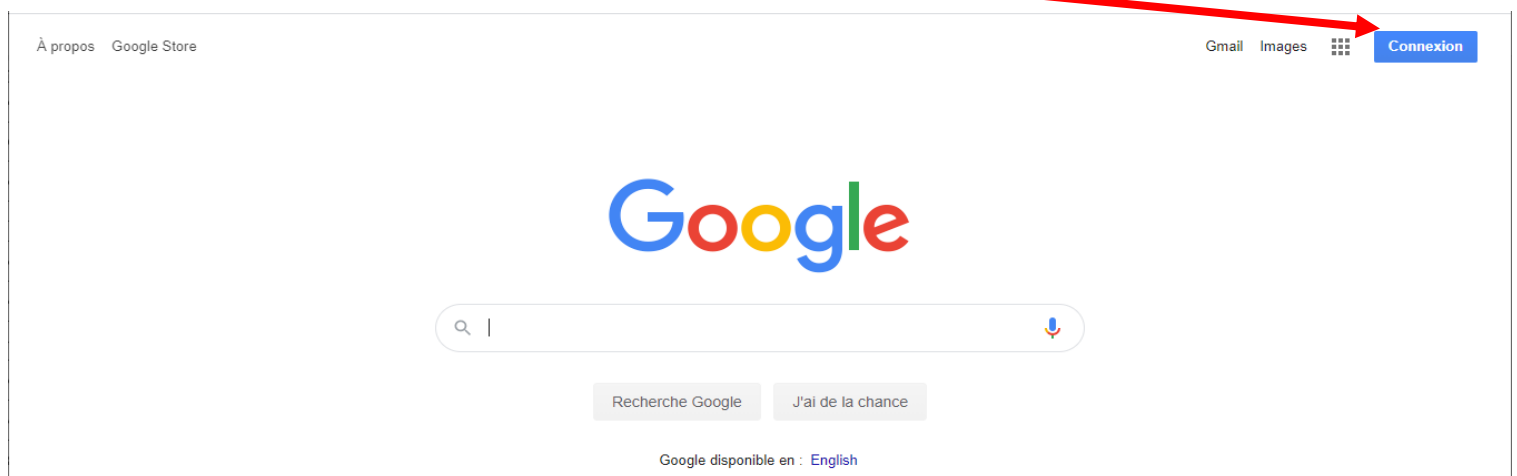 À propos Google Store Gmail Images Connexion
Google
Recherche Google J'ai de la chance
Google disponible en : English